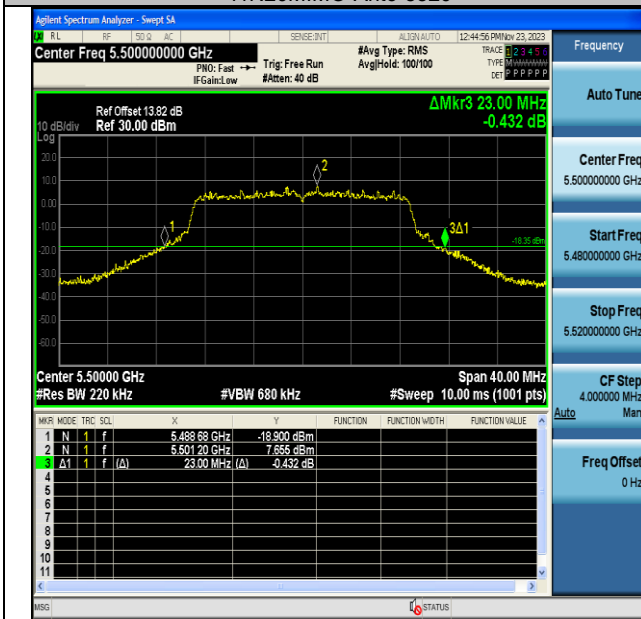 Agilent Spectrum Analyzer - Swept SA
RL RF 50 Ω AC SENSE:INT ALIGN AUTO 12:44:56 PM Nov 23, 2023
Center Freq 5.500000000 GHz
PNO: Fast
IFGain:Low
Trig: Free Run
#Atten: 40 dB
#Avg Type: RMS
Avg|Hold: 100/100
TRACE 1 2 3 4 5 6
TYPE M
DET P P P P P P
Ref Offset 13.82 dB
10 dB/div Ref 30.00 dBm
Log
ΔMkr3 23.00 MHz
-0.432 dB
20.0
10.0
0.00
-10.0
-20.0
-30.0
-40.0
-50.0
-60.0
1
2
3Δ1
-18.35 dBm
Center 5.50000 GHz Span 40.00 MHz
#Res BW 220 kHz #VBW 680 kHz #Sweep 10.00 ms (1001 pts)
MKR MODE TRC SCL X Y FUNCTION FUNCTION WIDTH FUNCTION VALUE
1 N 1 f 5.488 68 GHz -18.900 dBm
2 N 1 f 5.501 20 GHz 7.655 dBm
3 Δ1 1 f (Δ) 23.00 MHz (Δ) -0.432 dB
4
5
6
7
8
9
10
11
MSG STATUS
Frequency
Auto Tune
Center Freq
5.500000000 GHz
Start Freq
5.480000000 GHz
Stop Freq
5.520000000 GHz
CF Step
4.000000 MHz
Auto Man
Freq Offset
0 Hz